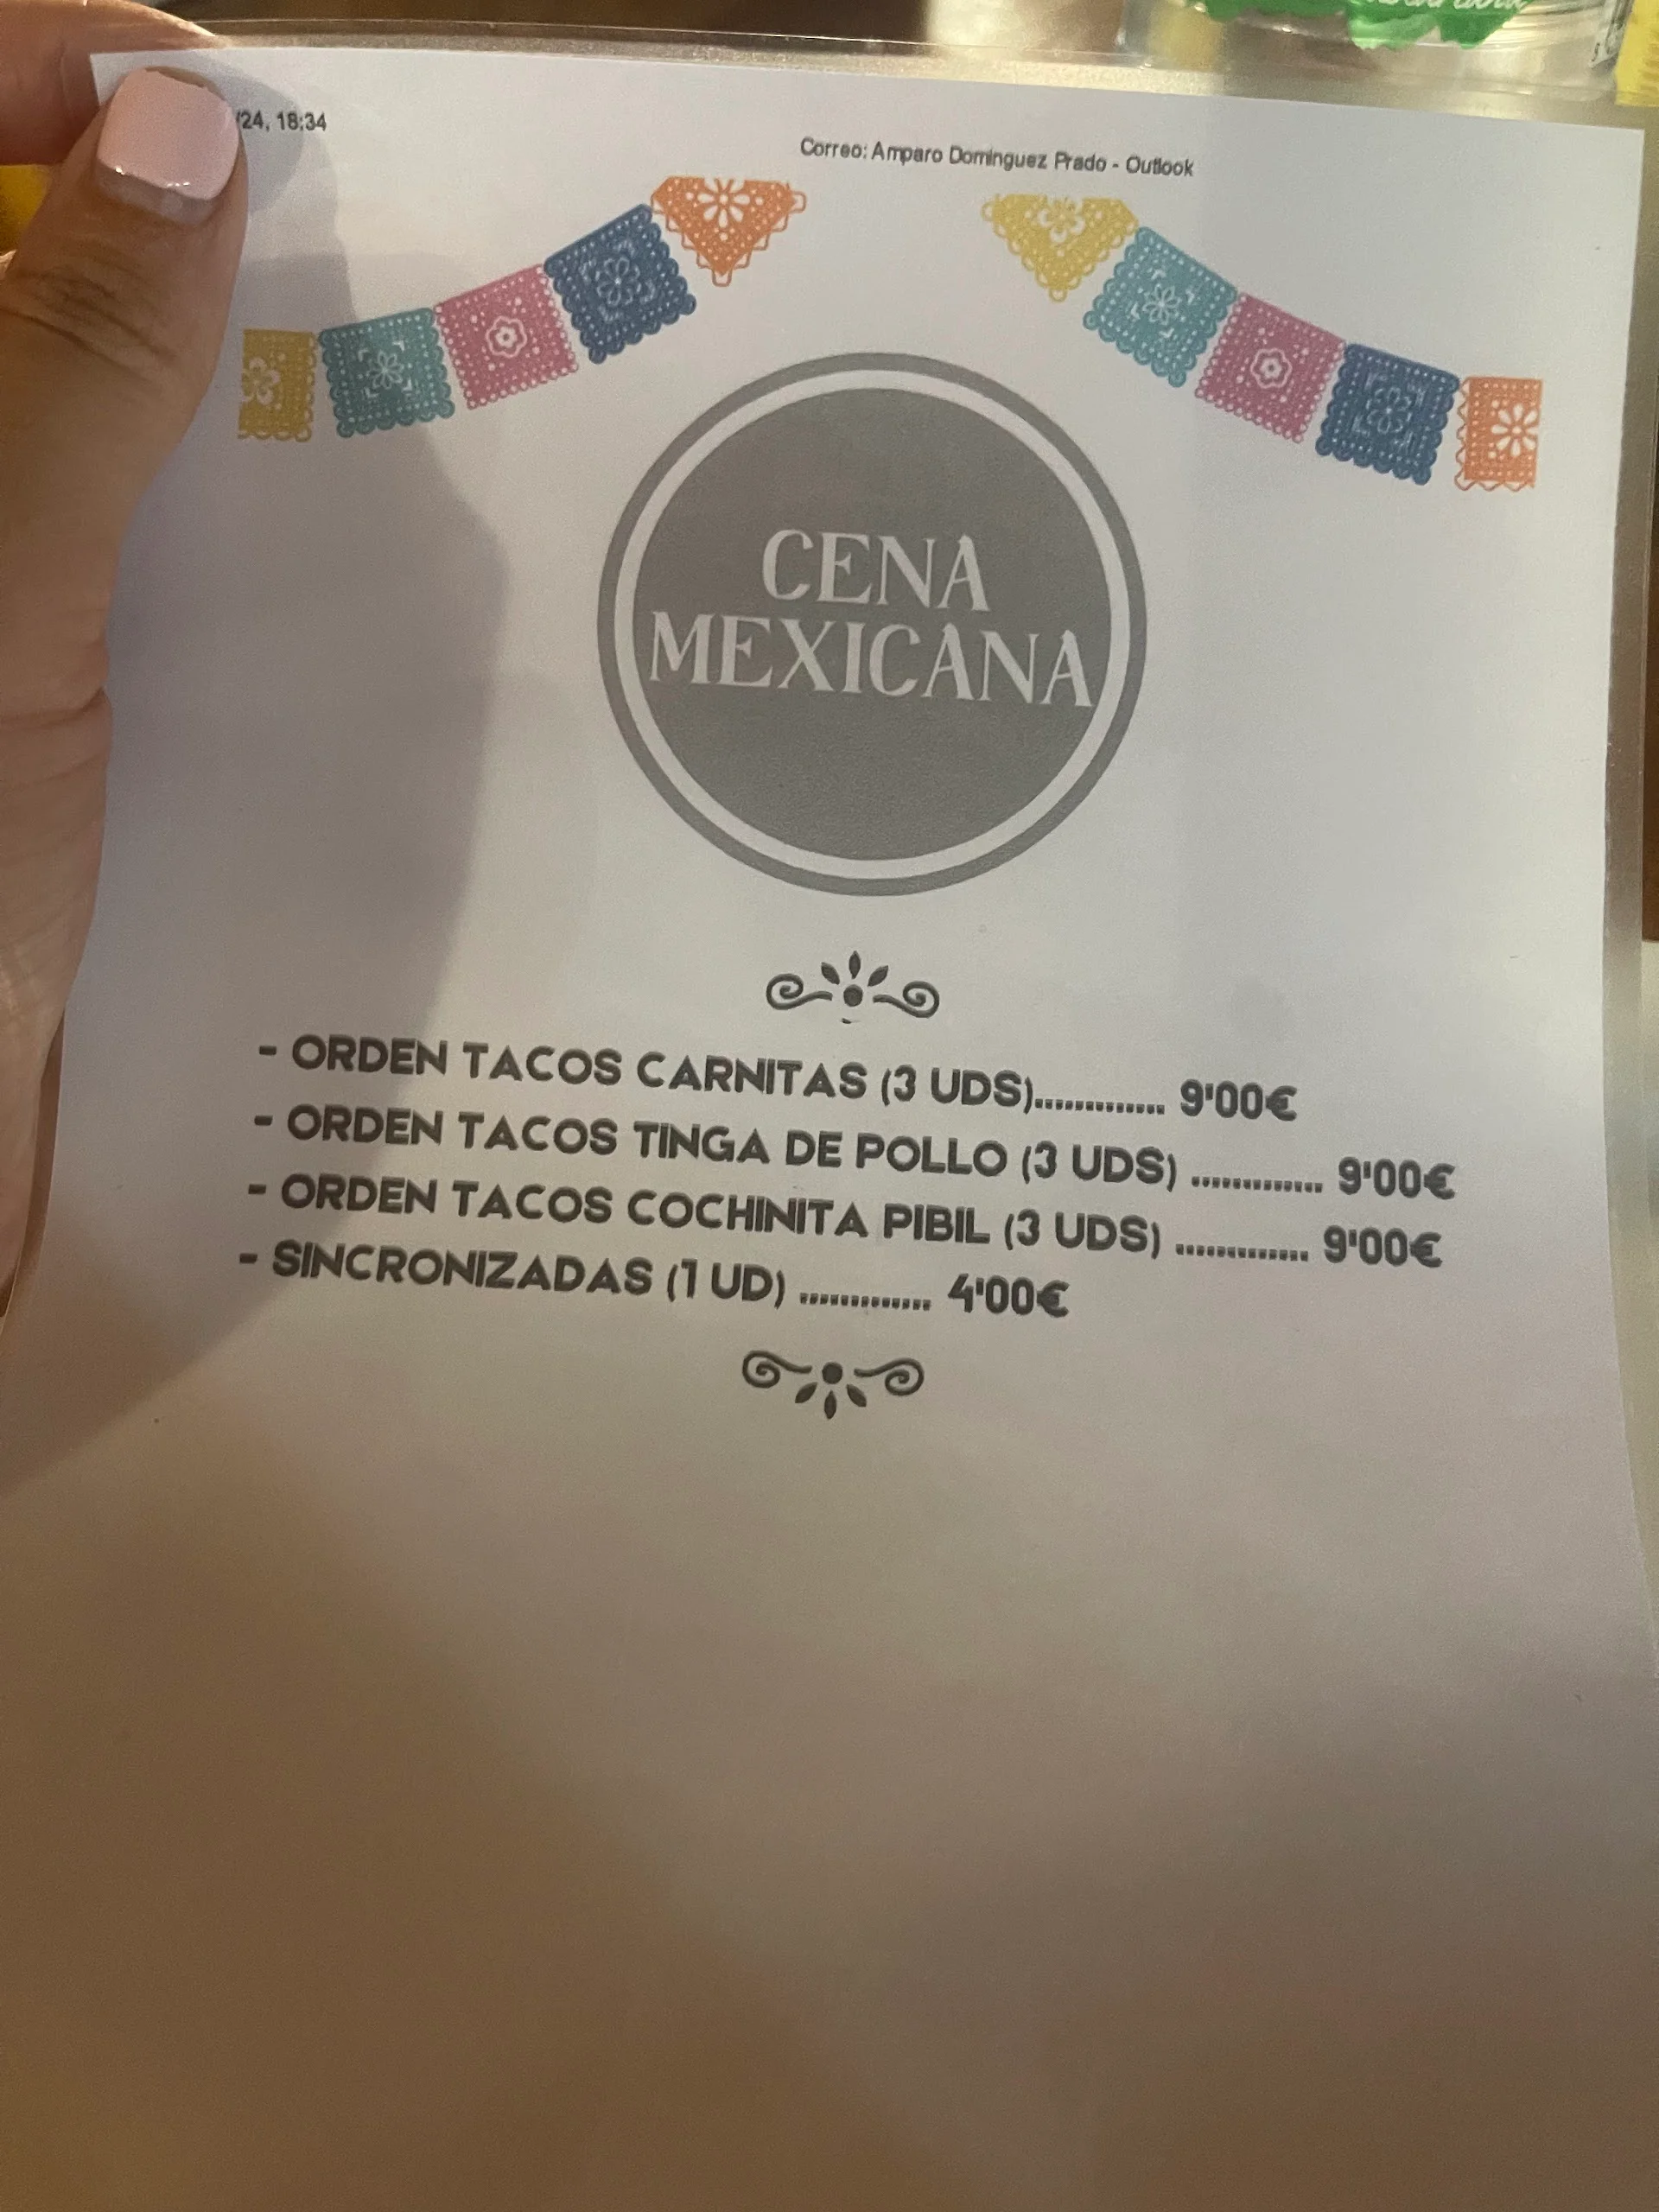 /24, 18:34
Correo: Amparo Dominguez Prado - Outlook
CENA
MEXICANA
- ORDEN TACOS CARNITAS (3 UDS)............. 9'00€
- ORDEN TACOS TINGA DE POLLO (3 UDS) ............. 9'00€
- ORDEN TACOS COCHINITA PIBIL (3 UDS) ............. 9'00€
- SINCRONIZADAS (1 UD) ............. 4'00€